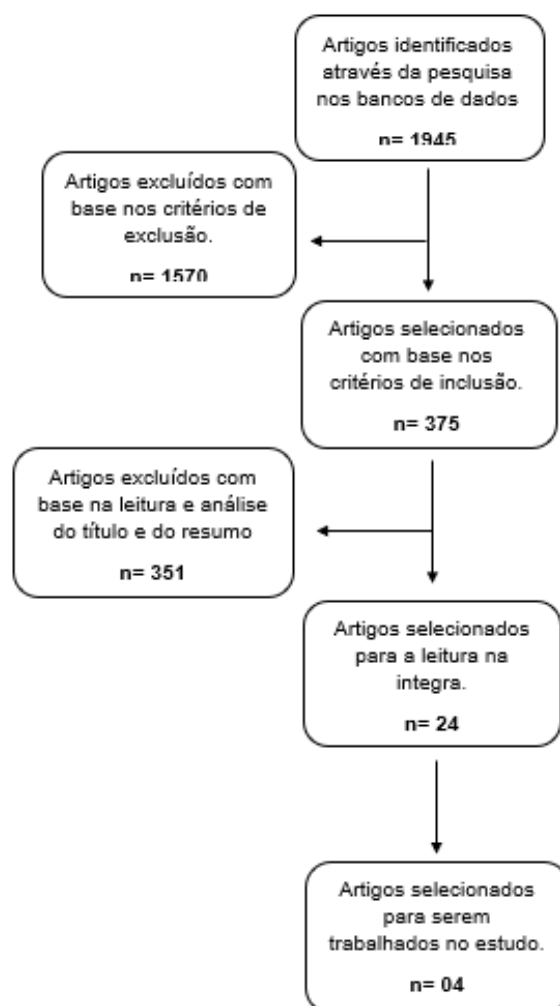 Artigos identificados
através da pesquisa
nos bancos de dados
n= 1945
Artigos excluídos com
base nos critérios de
exclusão.
n= 1570
Artigos selecionados
com base nos
critérios de inclusão.
n= 375
Artigos excluídos com
base na leitura e análise
do título e do resumo
n= 351
Artigos selecionados
para a leitura na
integra.
n= 24
Artigos selecionados
para serem
trabalhados no estudo.
n= 04